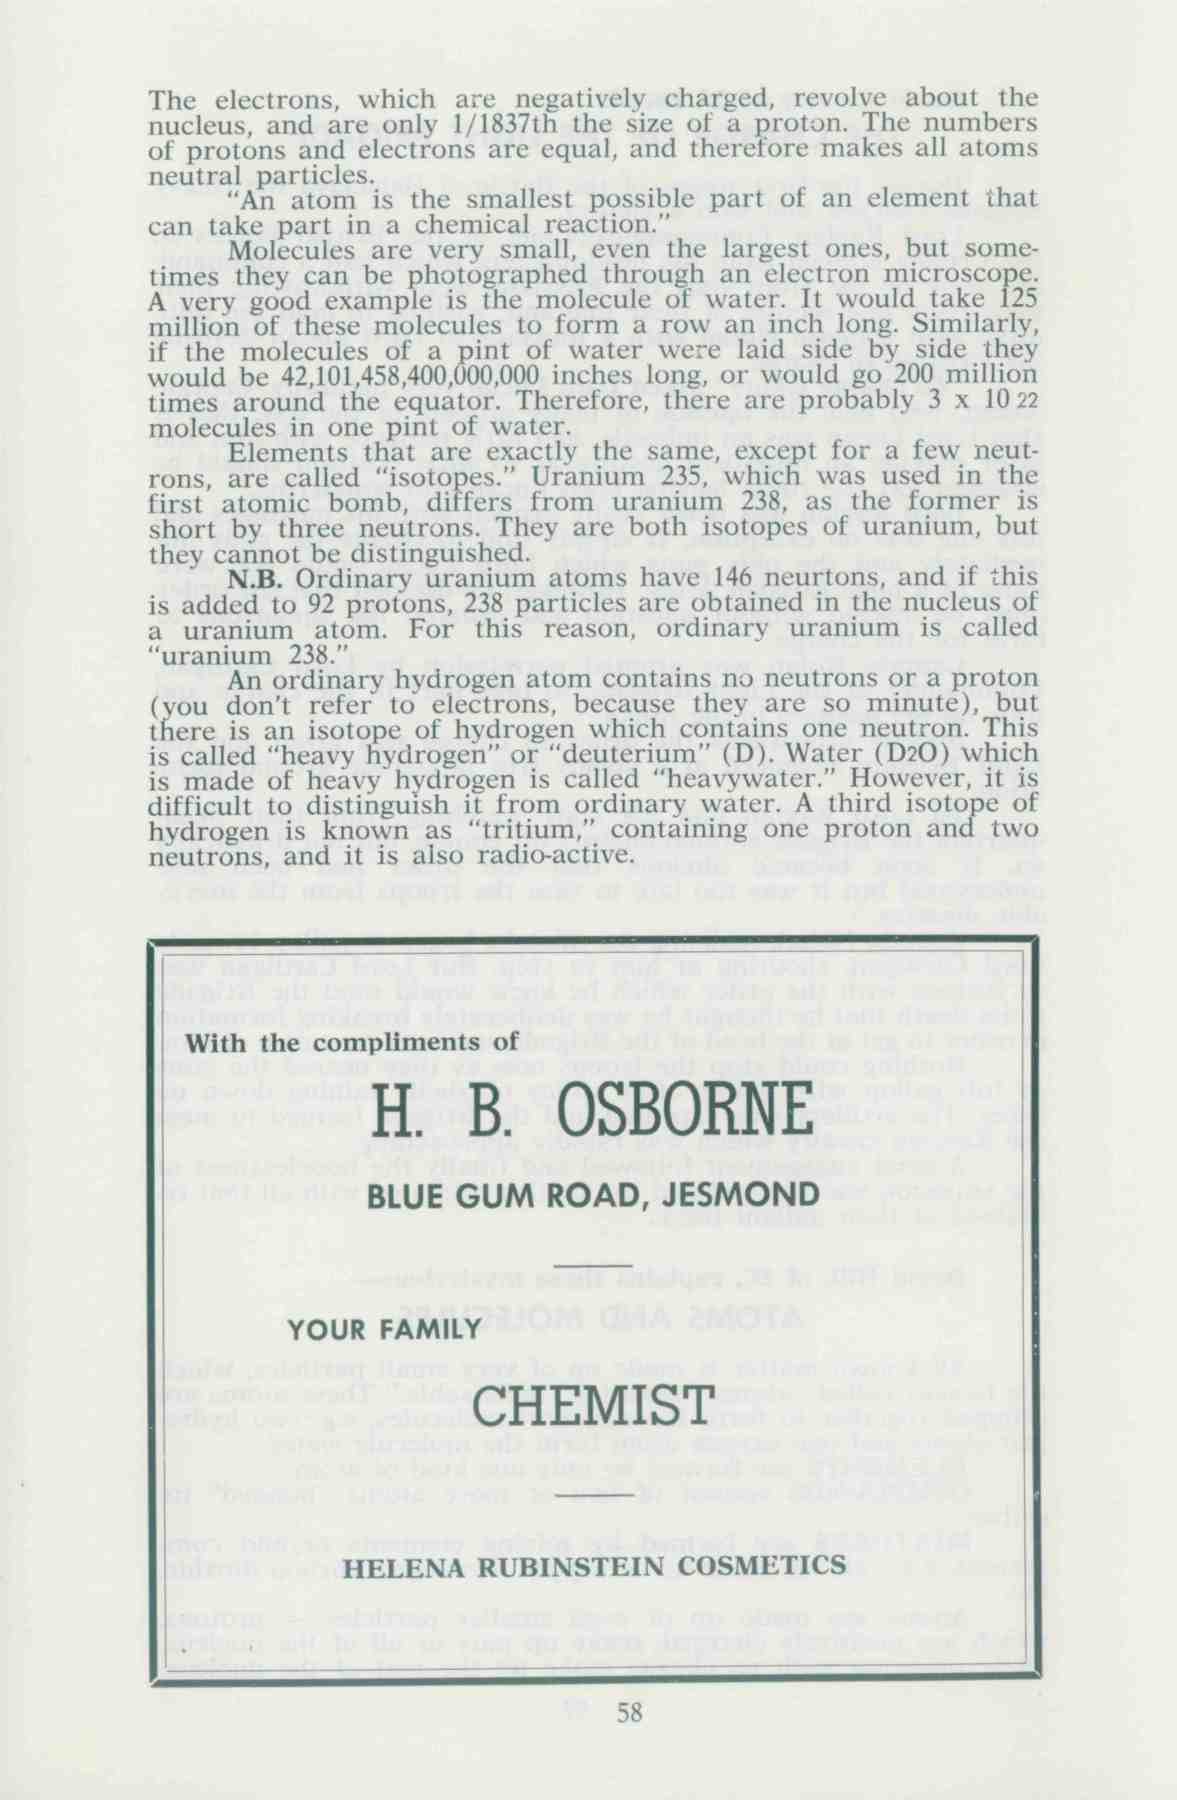 The electrons, which are negatively charged, revolve about the
nucleus, and are only 1/1837th the size of a proton. The numbers
of protons and electrons are equal, and therefore makes all atoms
neutral particles.
"An atom is the smallest possible part of an element that
can take part in a chemical reaction."
Molecules are very small, even the largest ones, but some-
times they can be photographed through an electron microscope.
A very good example is the molecule of water. It would take 125
million of these molecules to form a row an inch long. Similarly,
if the molecules of a pint of water were laid side by side they
would be 42,101,458,400,000,000 inches long, or would go 200 million
times around the equator. Therefore, there are probably 3 x 10 22
molecules in one pint of water.
Elements that are exactly the same, except for a few neut-
rons, are called "isotopes." Uranium 235, which was used in the
first atomic bomb, differs from uranium 238, as the former is
short by three neutrons. They are both isotopes of uranium, but
they cannot be distinguished.
N.B. Ordinary uranium atoms have 146 neurtons, and if this
is added to 92 protons, 238 particles are obtained in the nucleus of
a uranium atom. For this reason, ordinary uranium is called
"uranium 238."
An ordinary hydrogen atom contains no neutrons or a proton
(you don't refer to electrons, because they are so minute), but
there is an isotope of hydrogen which contains one neutron. This
is called "heavy hydrogen" or "deuterium" (D). Water (D2O) which
is made of heavy hydrogen is called "heavywater." However, it is
difficult to distinguish it from ordinary water. A third isotope of
hydrogen is known as "tritium," containing one proton and two
neutrons, and it is also radio-active.
With the compliments of
H. B. OSBORNE
BLUE GUM ROAD, JESMOND
YOUR FAMILY
CHEMIST
HELENA RUBINSTEIN COSMETICS
58